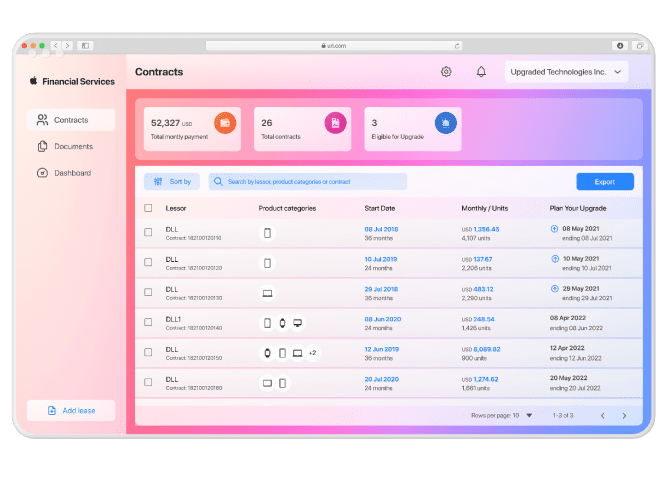 url.com
Financial Services
Contracts
Upgraded Technologies Inc.
Contracts
Documents
Dashboard
52,327 USD
Total montly payment
26
Total contracts
3
Eligible for Upgrade
Sort by
Search by lessor, product categories or contract
Export
Lessor Product categories Start Date Monthly / Units Plan Your Upgrade
DLL 08 Jul 2018 USD 1,356.45 08 May 2021
Contract: 182100120110 36 months 4,107 units ending 08 Jul 2021
DLL 10 Jul 2019 USD 137.67 10 May 2021
Contract: 182100120120 24 months 2,206 units ending 10 Jul 2021
DLL 29 Jul 2018 USD 483.12 29 May 2021
Contract: 182100120130 36 months 2,290 units ending 29 Jul 2021
DLL1 08 Jun 2020 USD 248.54 08 Apr 2022
Contract: 182100120140 24 months 1,426 units ending 08 Jun 2022
DLL +2 12 Jun 2019 USD 8,089.82 12 Apr 2022
Contract: 182100120150 36 months 900 units ending 12 Jun 2022
DLL 20 Jul 2020 USD 1,274.62 20 May 2022
Contract: 182100120160 24 months 1,661 units ending 20 Jul 2022
Add lease
Rows per page: 10 1-3 of 3